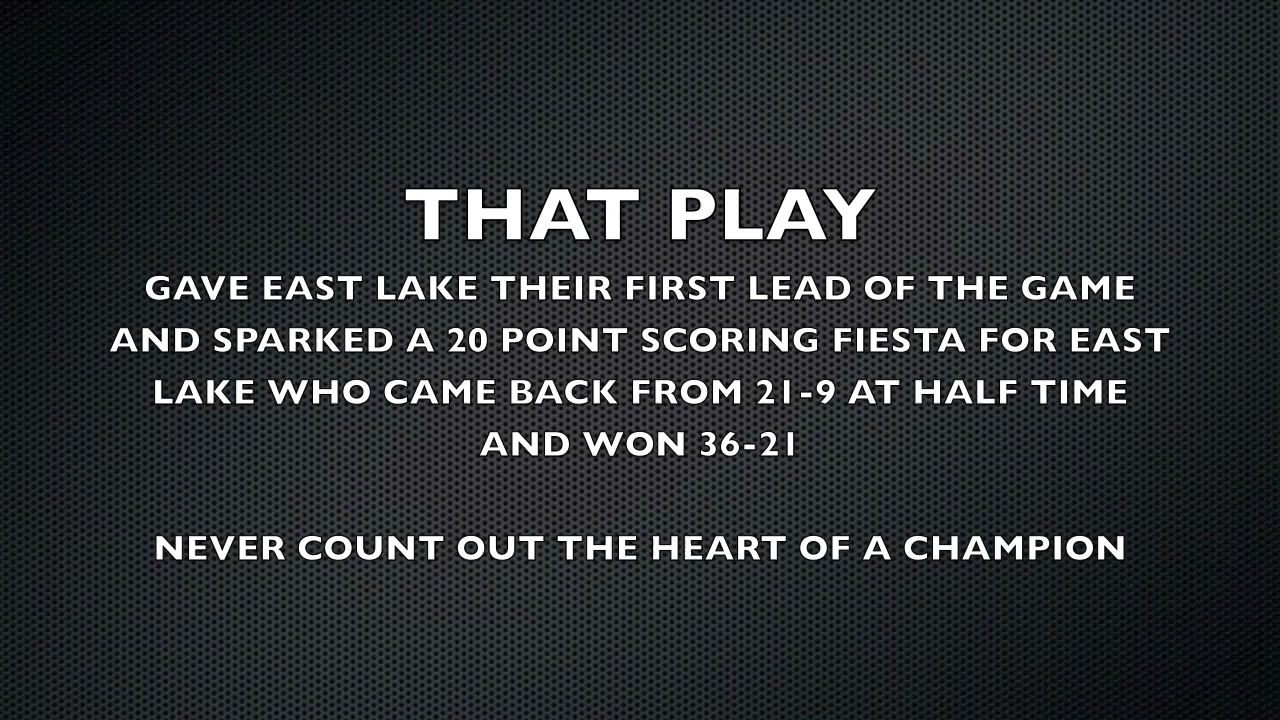 THAT PLAY
GAVE EAST LAKE THEIR FIRST LEAD OF THE GAME
AND SPARKED A 20 POINT SCORING FIESTA FOR EAST
LAKE WHO CAME BACK FROM 21-9 AT HALF TIME
AND WON 36-21
NEVER COUNT OUT THE HEART OF A CHAMPION